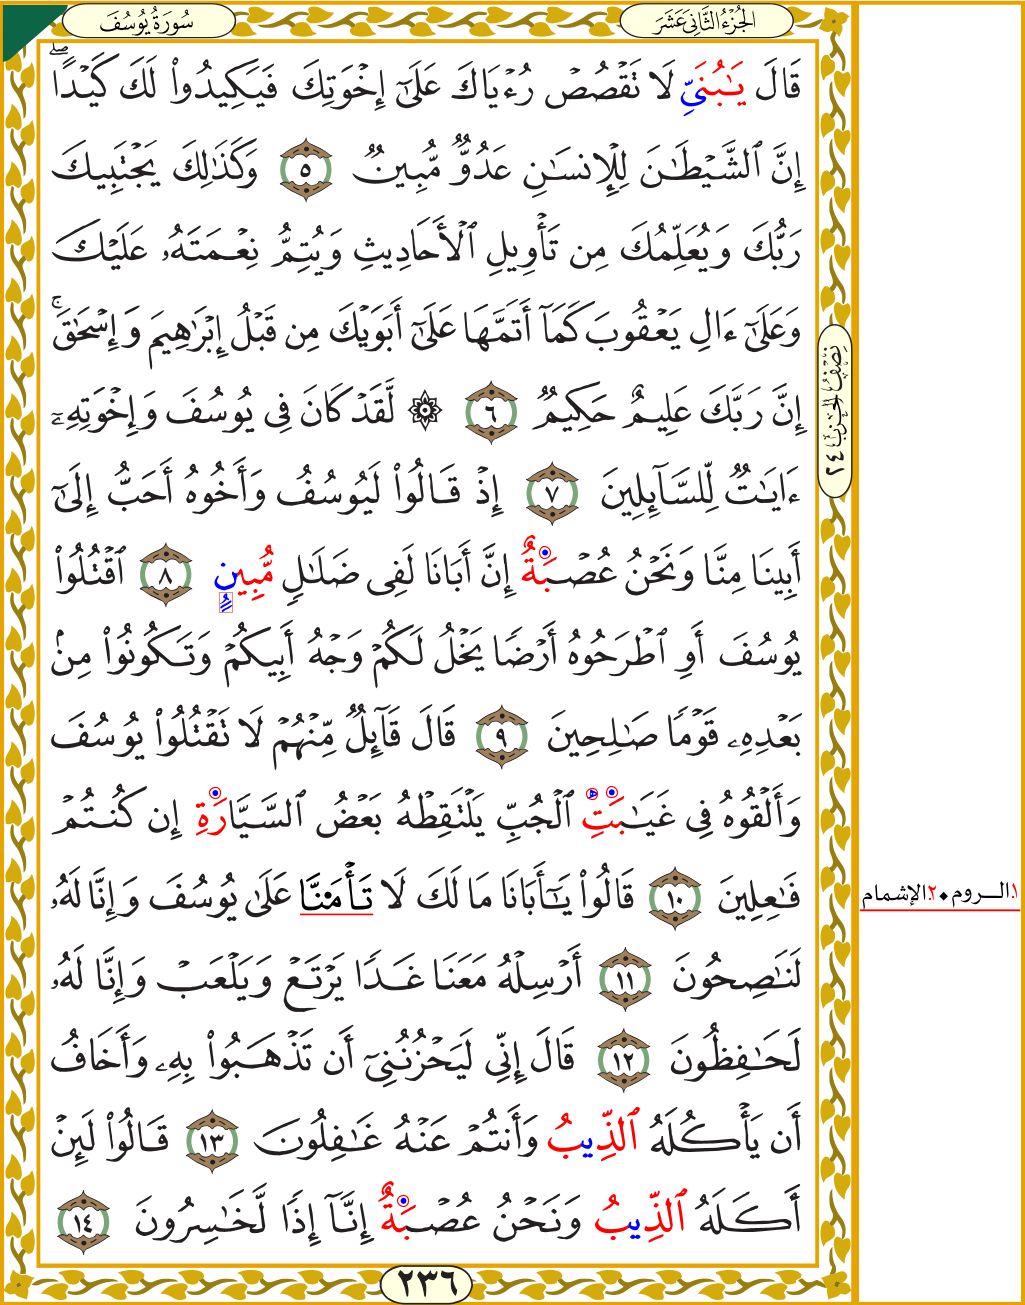 سُورَةُ يُوسُفَ
الجُزْءُ الثَّانِي عَشَرَ
قَالَ يَٰبُنَيِّ لَا تَقْصُصْ رُءْيَاكَ عَلَىٰٓ إِخْوَتِكَ فَيَكِيدُوا۟ لَكَ كَيْدًا ۖ
إِنَّ ٱلشَّيْطَٰنَ لِلْإِنسَٰنِ عَدُوٌّ مُّبِينٌ ٥ وَكَذَٰلِكَ يَجْتَبِيكَ
رَبُّكَ وَيُعَلِّمُكَ مِن تَأْوِيلِ ٱلْأَحَادِيثِ وَيُتِمُّ نِعْمَتَهُۥ عَلَيْكَ
وَعَلَىٰٓ ءَالِ يَعْقُوبَ كَمَآ أَتَمَّهَا عَلَىٰٓ أَبَوَيْكَ مِن قَبْلُ إِبْرَٰهِيمَ وَإِسْحَٰقَ ۚ
إِنَّ رَبَّكَ عَلِيمٌ حَكِيمٌ ٦ ۞ لَّقَدْ كَانَ فِى يُوسُفَ وَإِخْوَتِهِۦٓ
ءَايَٰتٌ لِّلسَّآئِلِينَ ٧ إِذْ قَالُوا۟ لَيُوسُفُ وَأَخُوهُ أَحَبُّ إِلَىٰٓ
أَبِينَا مِنَّا وَنَحْنُ عُصْبَةٌ إِنَّ أَبَانَا لَفِى ضَلَٰلٍ مُّبِينٍ ٨ ٱقْتُلُوا۟
يُوسُفَ أَوِ ٱطْرَحُوهُ أَرْضًا يَخْلُ لَكُمْ وَجْهُ أَبِيكُمْ وَتَكُونُوا۟ مِنۢ
بَعْدِهِۦ قَوْمًا صَٰلِحِينَ ٩ قَالَ قَآئِلٌ مِّنْهُمْ لَا تَقْتُلُوا۟ يُوسُفَ
وَأَلْقُوهُ فِى غَيَٰبَتِ ٱلْجُبِّ يَلْتَقِطْهُ بَعْضُ ٱلسَّيَّارَةِ إِن كُنتُمْ
فَٰعِلِينَ ١٠ قَالُوا۟ يَٰٓأَبَانَا مَا لَكَ لَا تَأْمَ۫نَّا عَلَىٰ يُوسُفَ وَإِنَّا لَهُۥ
لَنَٰصِحُونَ ١١ أَرْسِلْهُ مَعَنَا غَدًا يَرْتَعْ وَيَلْعَبْ وَإِنَّا لَهُۥ
لَحَٰفِظُونَ ١٢ قَالَ إِنِّى لَيَحْزُنُنِىٓ أَن تَذْهَبُوا۟ بِهِۦ وَأَخَافُ
أَن يَأْكُلَهُ ٱلذِّيبُ وَأَنتُمْ عَنْهُ غَٰفِلُونَ ١٣ قَالُوا۟ لَئِنْ
أَكَلَهُ ٱلذِّيبُ وَنَحْنُ عُصْبَةٌ إِنَّآ إِذًا لَّخَٰسِرُونَ ١٤
نِصْفُ الحِزْبِ ٢٤
١.الـروم ◆ ٢.الإشمام
٢٣٦